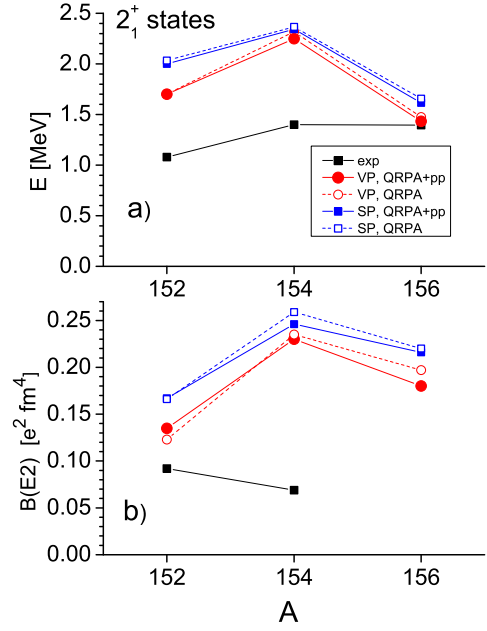 2₁⁺ states
2.5
2.0
1.5
1.0
0.5
0.0
E [MeV]
a)
exp
VP, QRPA+pp
VP, QRPA
SP, QRPA+pp
SP, QRPA
152 154 156
0.25
0.20
0.15
0.10
0.05
0.00
B(E2) [e² fm⁴]
b)
152 154 156
A